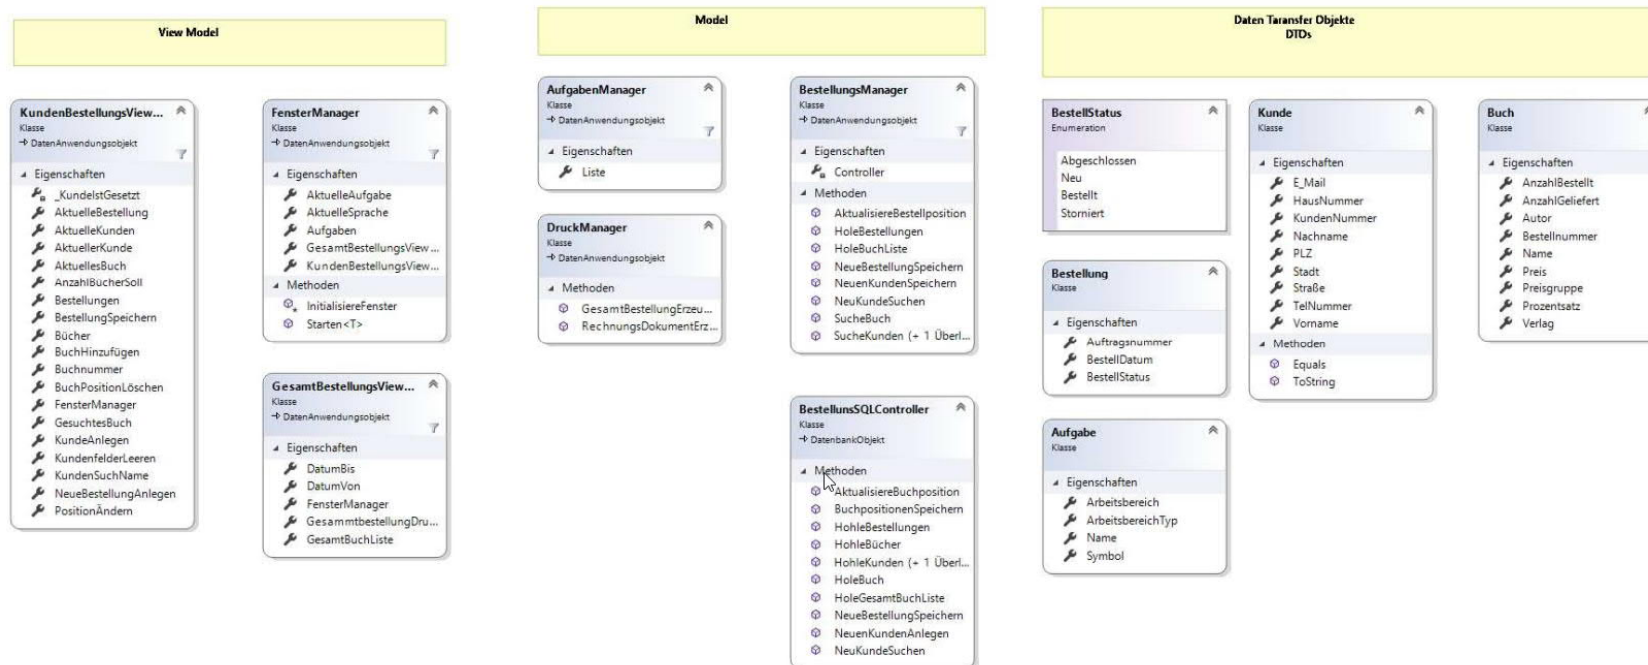 View Model
KundenBestellungsView...
Klasse
DatenAnwendungsobjekt
Eigenschaften
_KundeIstGesetzt
AktuelleBestellung
AktuelleKunden
AktuellerKunde
AktuellesBuch
AnzahlBücherSoll
Bestellungen
BestellungSpeichern
Bücher
BuchHinzufügen
Buchnummer
BuchPositionLöschen
FensterManager
GesuchtesBuch
KundeAnlegen
KundenfelderLeeren
KundenSuchName
NeueBestellungAnlegen
PositionÄndern
FensterManager
Klasse
DatenAnwendungsobjekt
Eigenschaften
AktuelleAufgabe
AktuelleSprache
Aufgaben
GesamtBestellungsView...
KundenBestellungsView...
Methoden
InitialisiereFenster
Starten<T>
GesamtBestellungsView...
Klasse
DatenAnwendungsobjekt
Eigenschaften
DatumBis
DatumVon
FensterManager
GesammtbestellungDru...
GesamtBuchListe
Model
AufgabenManager
Klasse
DatenAnwendungsobjekt
Eigenschaften
Liste
DruckManager
Klasse
DatenAnwendungsobjekt
Methoden
GesamtBestellungErzeu...
RechnungsDokumentErz...
BestellungsManager
Klasse
DatenAnwendungsobjekt
Eigenschaften
Controller
Methoden
AktualisiereBestellposition
HoleBestellungen
HoleBuchListe
NeueBestellungSpeichern
NeuenKundenSpeichern
NeuKundeSuchen
SucheBuch
SucheKunden (+ 1 Überl...
BestellunsSQLController
Klasse
DatenbankObjekt
Methoden
AktualisiereBuchposition
BuchpositionenSpeichern
HohleBestellungen
HohleBücher
HohleKunden (+ 1 Überl...
HoleBuch
HoleGesamtBuchListe
NeueBestellungSpeichern
NeuenKundenAnlegen
NeuKundeSuchen
Daten Taransfer Objekte
DTOs
BestellStatus
Enumeration
Abgeschlossen
Neu
Bestellt
Storniert
Bestellung
Klasse
Eigenschaften
Auftragsnummer
BestellDatum
BestellStatus
Aufgabe
Klasse
Eigenschaften
Arbeitsbereich
ArbeitsbereichTyp
Name
Symbol
Kunde
Klasse
Eigenschaften
E_Mail
HausNummer
KundenNummer
Nachname
PLZ
Stadt
Straße
TelNummer
Vorname
Methoden
Equals
ToString
Buch
Klasse
Eigenschaften
AnzahlBestellt
AnzahlGeliefert
Autor
Bestellnummer
Name
Preis
Preisgruppe
Prozentsatz
Verlag